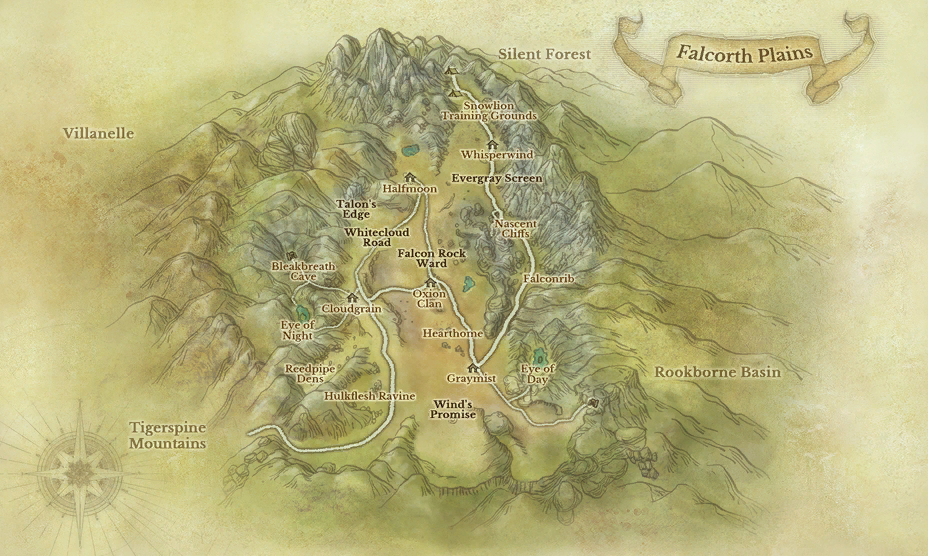 Falcorth Plains
Silent Forest
Snowlion
Training Grounds
Villanelle
Whisperwind
Evergray Screen
Halfmoon
Talon's
Edge
Whitecloud
Road
Nascent
Cliffs
Falcon Rock
Ward
Bleakbreath
Cave
Falconrib
Oxion
Clan
Cloudgrain
Eye of
Night
Hearthome
Reedpipe
Dens
Graymist
Eye of
Day
Rookborne Basin
Hulkflesh Ravine
Wind's
Promise
Tigerspine
Mountains